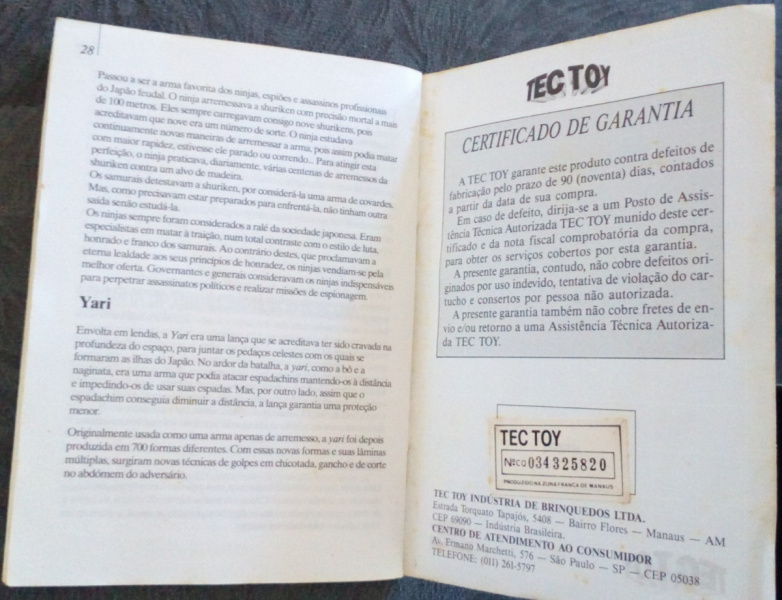 28
Passou a ser a arma favorita dos ninjas, espiões e assassinos profissionais
do Japão feudal. O ninja arremessava a shuriken com precisão mortal a mais
de 100 metros. Eles sempre carregavam consigo nove shurikens, pois
acreditavam que nove era um número de sorte. O ninja estudava
continuamente novas maneiras de arremessar a arma, pois assim podia matar
com maior rapidez, estivesse ele parado ou correndo... Para atingir esta
perfeição, o ninja praticava, diariamente, várias centenas de arremessos da
shuriken contra um alvo de madeira.
Os samurais detestavam a shuriken, por considerá-la uma arma de covardes.
Mas, como precisavam estar preparados para enfrentá-la, não tinham outra
saída senão estudá-la.
Os ninjas sempre foram considerados a ralé da sociedade japonesa. Eram
especialistas em matar à traição, num total contraste com o estilo de luta,
honrado e franco dos samurais. Ao contrário destes, que proclamavam a
eterna lealdade aos seus princípios de honradez, os ninjas vendiam-se pela
melhor oferta. Governantes e generais consideravam os ninjas indispensáveis
para perpetrar assassinatos políticos e realizar missões de espionagem.
Yari
Envolta em lendas, a Yari era uma lança que se acreditava ter sido cravada na
profundeza do espaço, para juntar os pedaços celestes com os quais se
formaram as ilhas do Japão. No ardor da batalha, a yari, como a bô e a
naginata, era uma arma que podia atacar espadachins mantendo-os à distância
e impedindo-os de usar suas espadas. Mas, por outro lado, assim que o
espadachim conseguia diminuir a distância, a lança garantia uma proteção
menor.
Originalmente usada como uma arma apenas de arremesso, a yari foi depois
produzida em 700 formas diferentes. Com essas novas formas e suas lâminas
múltiplas, surgiram novas técnicas de golpes em chicotada, gancho e de corte
no abdómem do adversário.
TEC TOY
CERTIFICADO DE GARANTIA
A TEC TOY garante este produto contra defeitos de
fabricação pelo prazo de 90 (noventa) dias, contados
a partir da data de sua compra.
Em caso de defeito, dirija-se a um Posto de Assis-
tência Técnica Autorizada TEC TOY munido deste cer-
tificado e da nota fiscal comprobatória da compra,
para obter os serviços cobertos por esta garantia.
A presente garantia, contudo, não cobre defeitos ori-
ginados por uso indevido, tentativa de violação do car-
tucho e consertos por pessoa não autorizada.
A presente garantia também não cobre fretes de en-
vio e/ou retorno a uma Assistência Técnica Autoriza-
da TEC TOY.
TEC TOY
Nº CO 034325820
PRODUZIDO NA ZONA FRANCA DE MANAUS
TEC TOY INDÚSTRIA DE BRINQUEDOS LTDA.
Estrada Torquato Tapajós, 5408 — Bairro Flores — Manaus — AM
CEP 69090 — Indústria Brasileira.
CENTRO DE ATENDIMENTO AO CONSUMIDOR
Av. Ermano Marchetti, 576 — São Paulo — SP — CEP 05038
TELEFONE: (011) 261-5797